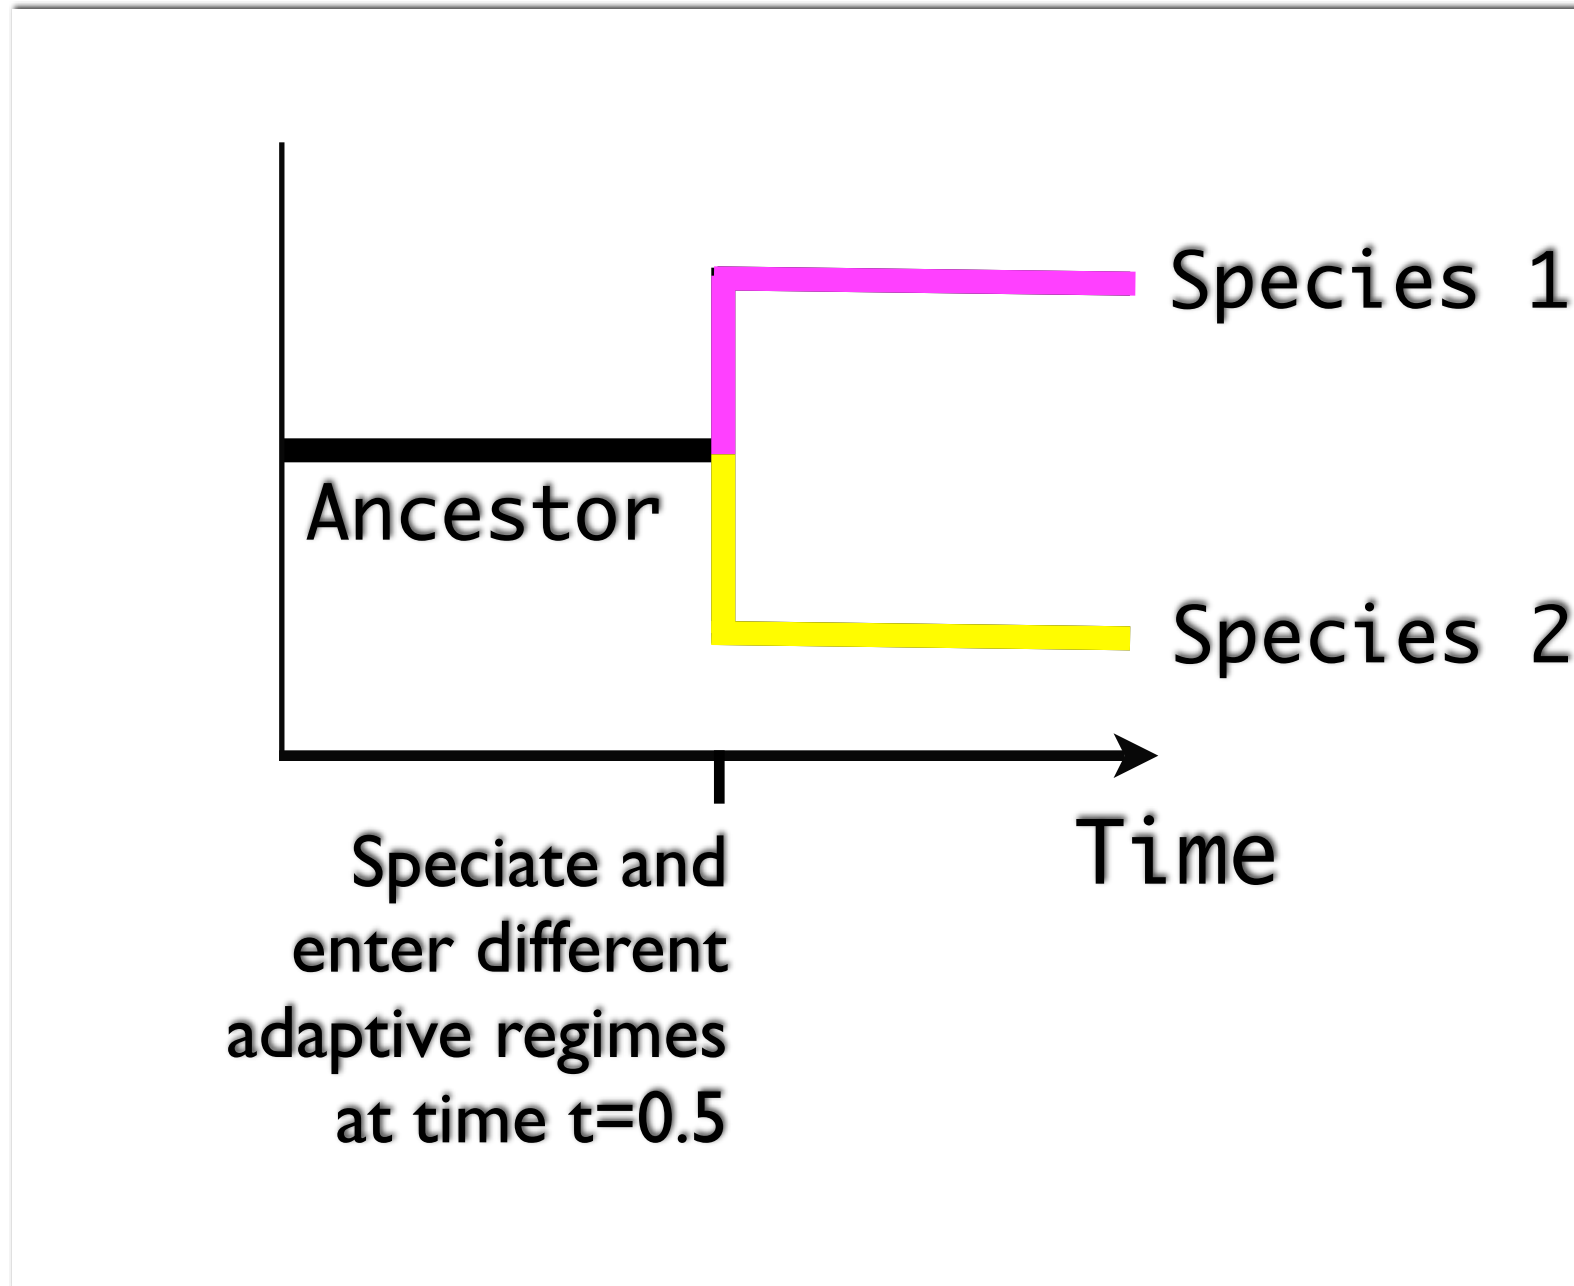 Species 1
Ancestor
Species 2
Time
Speciate and
enter different
adaptive regimes
at time t=0.5